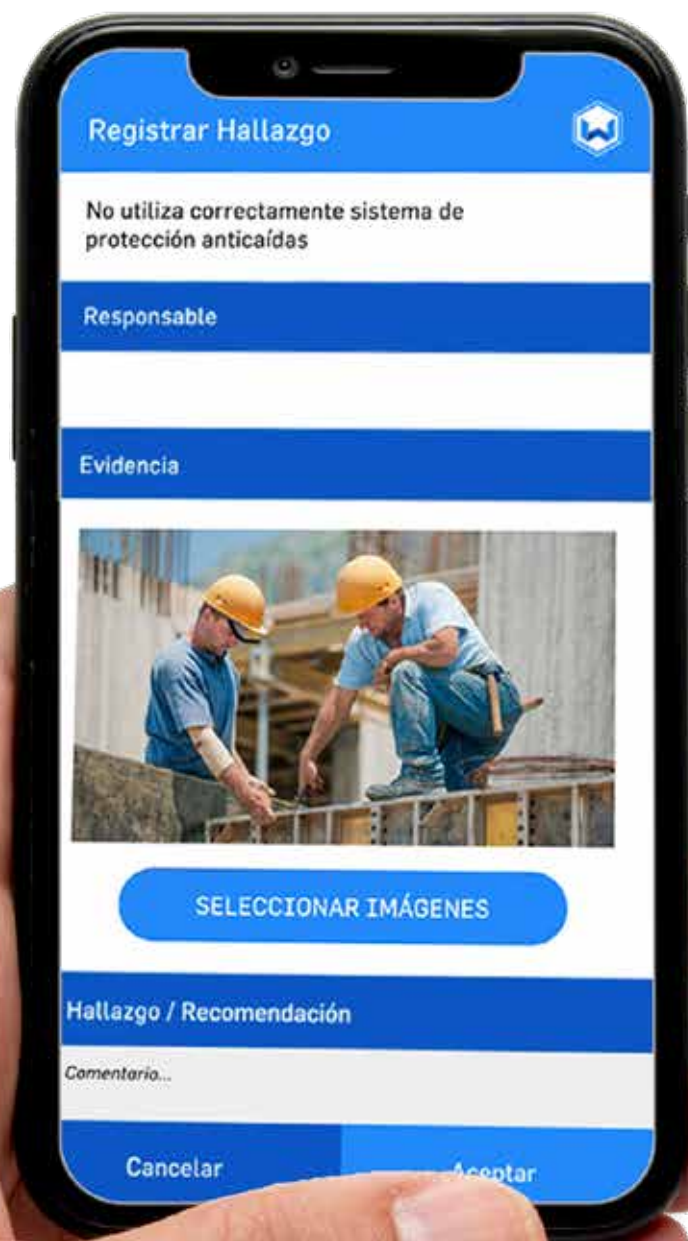 Registrar Hallazgo
No utiliza correctamente sistema de
protección anticaídas
Responsable
Evidencia
SELECCIONAR IMÁGENES
Hallazgo / Recomendación
Comentario...
Cancelar
Aceptar